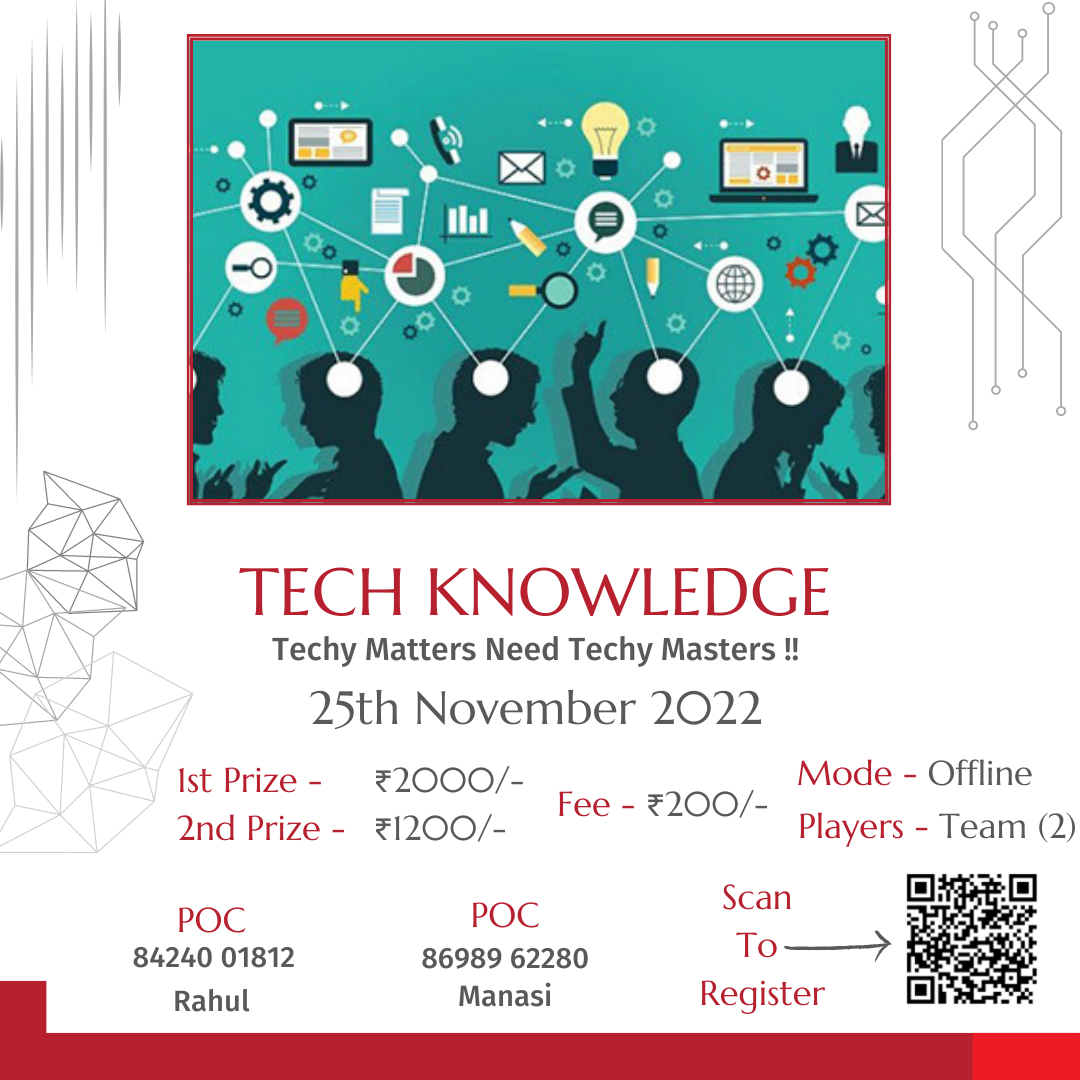 TECH KNOWLEDGE
Techy Matters Need Techy Masters !!
25th November 2022
1st Prize - ₹2000/-
2nd Prize - ₹1200/-
Fee - ₹200/-
Mode - Offline
Players - Team (2)
POC
84240 01812
Rahul
POC
86989 62280
Manasi
Scan
To
Register